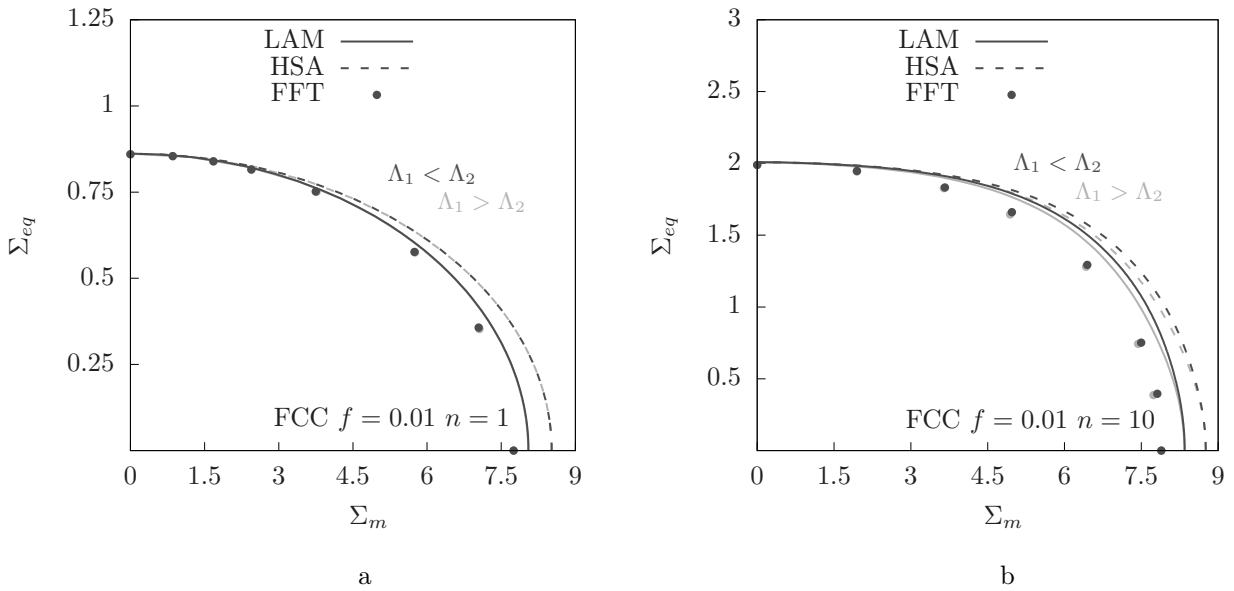 1.25
1
0.75
0.5
0.25
Σeq
LAM
HSA
FFT
Λ1 < Λ2
Λ1 > Λ2
FCC f = 0.01 n = 1
0 1.5 3 4.5 6 7.5 9
Σm
a
3
2.5
2
1.5
1
0.5
Σeq
LAM
HSA
FFT
Λ1 < Λ2
Λ1 > Λ2
FCC f = 0.01 n = 10
0 1.5 3 4.5 6 7.5 9
Σm
b